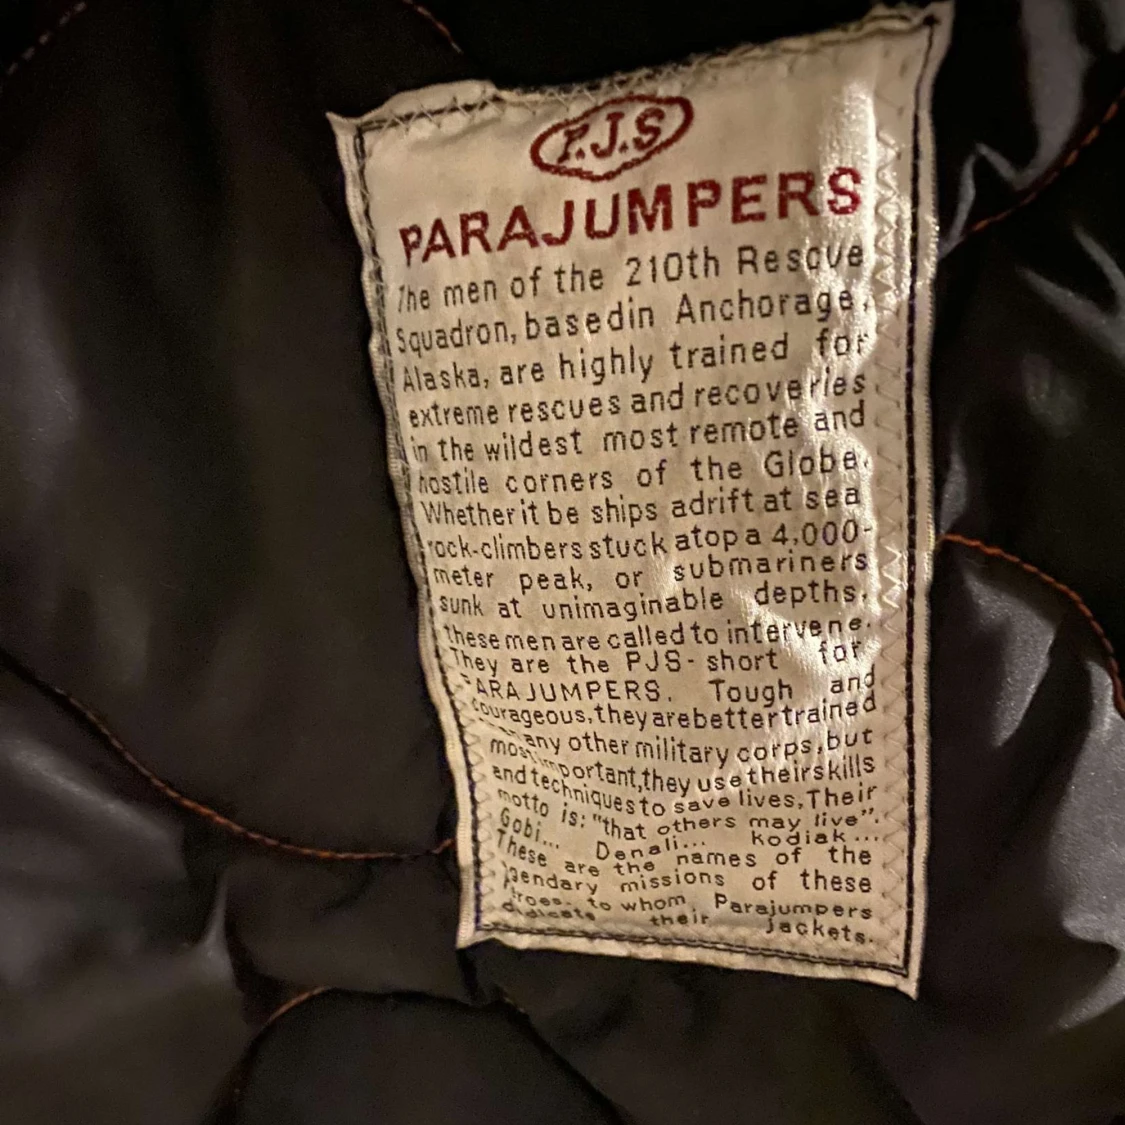 P.J.S
PARAJUMPERS
The men of the 210th Rescue
Squadron, basedin Anchorage,
Alaska, are highly trained for
extreme rescues and recoveries
in the wildest most remote and
hostile corners of the Globe.
Whether it be ships adrift at sea
rock-climbers stuck atop a 4,000-
meter peak, or submariners
sunk at unimaginable depths,
these men are called to intervene.
They are the PJS- short for
PARAJUMPERS. Tough and
courageous, they are better trained
any other military corps, but
most important, they use their skills
and techniques to save lives, Their
motto is: "that others may live".
Gobi... Denali... kodiak...
These are the names of the
legendary missions of these
to whom Parajumpers
didicate their jackets.